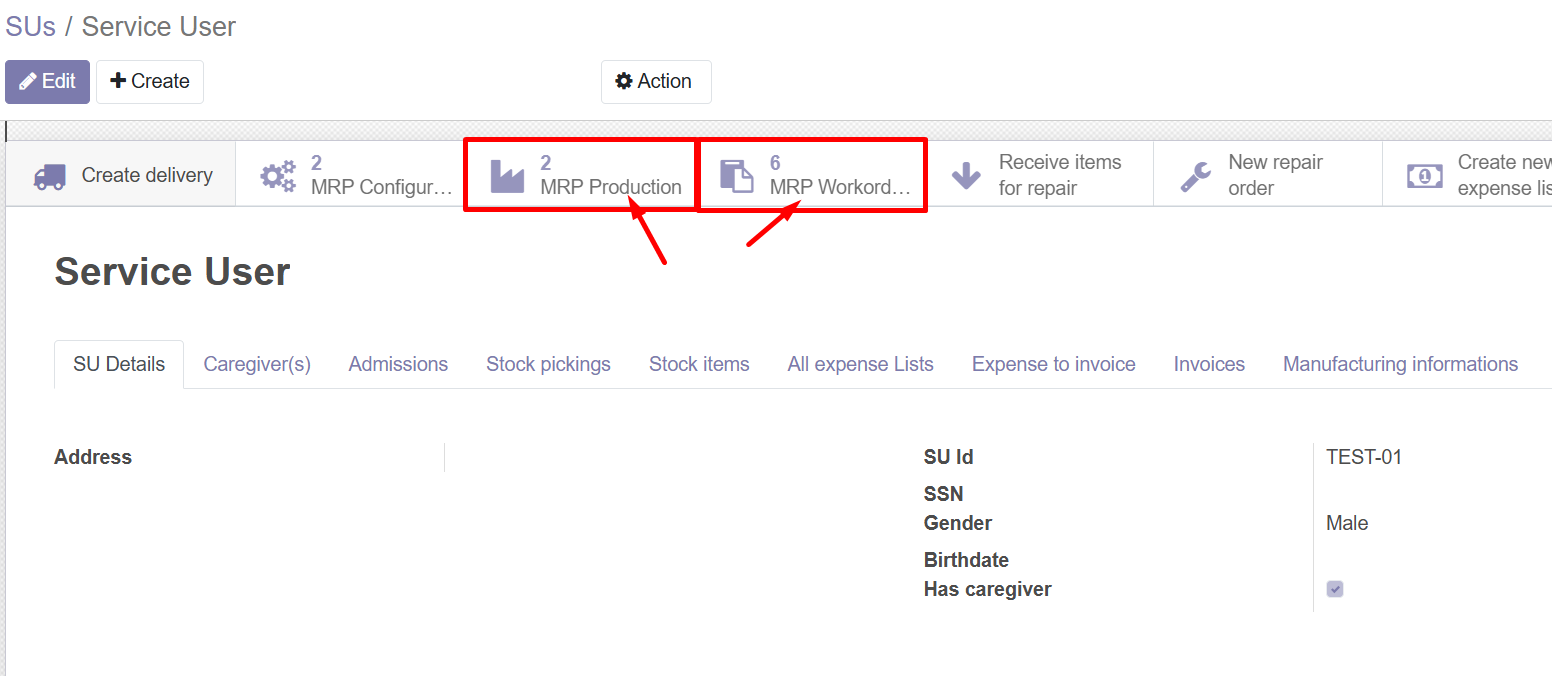 SUs / Service User
Edit
Create
Action
Create delivery
2
MRP Configur...
2
MRP Production
6
MRP Workord...
Receive items
for repair
New repair
order
Create new
expense lis
Service User
SU Details
Caregiver(s)
Admissions
Stock pickings
Stock items
All expense Lists
Expense to invoice
Invoices
Manufacturing informations
Address
SU Id
TEST-01
SSN
Gender
Male
Birthdate
Has caregiver